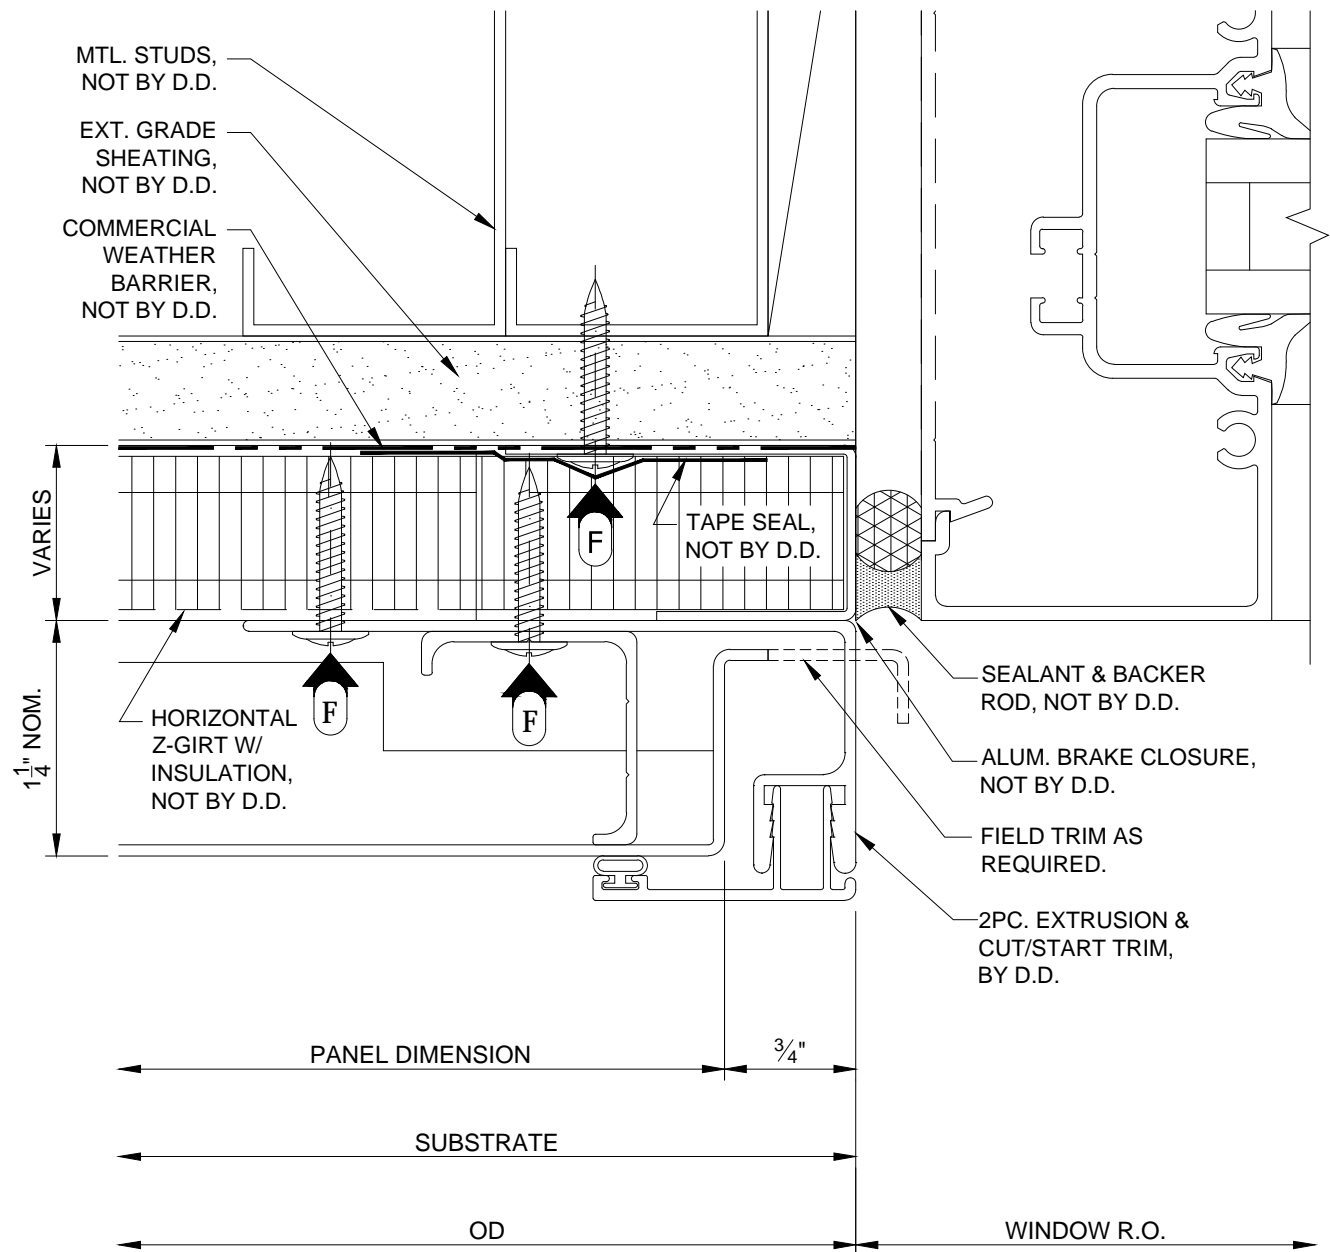 MTL. STUDS,
NOT BY D.D.
EXT. GRADE
SHEATING,
NOT BY D.D.
COMMERCIAL
WEATHER
BARRIER,
NOT BY D.D.
VARIES
F
TAPE SEAL,
NOT BY D.D.
1 1/4" NOM.
HORIZONTAL
Z-GIRT W/
INSULATION,
NOT BY D.D.
F
F
SEALANT & BACKER
ROD, NOT BY D.D.
ALUM. BRAKE CLOSURE,
NOT BY D.D.
FIELD TRIM AS
REQUIRED.
2PC. EXTRUSION &
CUT/START TRIM,
BY D.D.
PANEL DIMENSION
3/4"
SUBSTRATE
OD
WINDOW R.O.